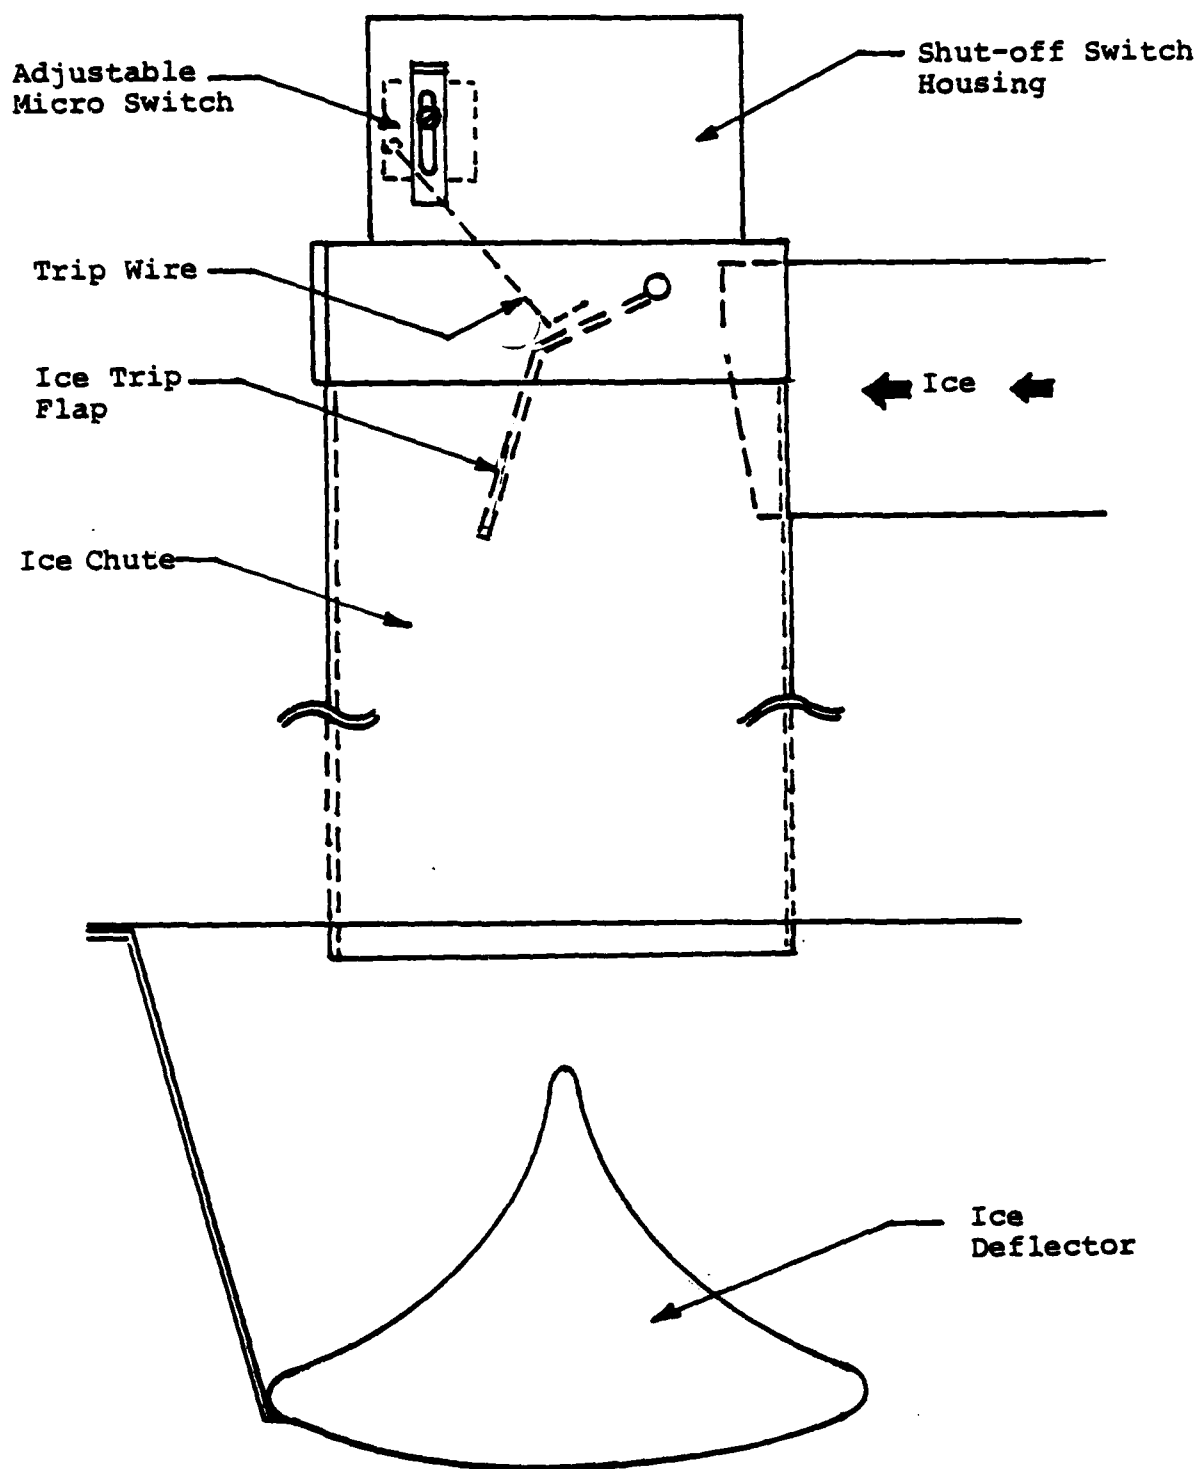 Adjustable
Micro Switch
Shut-off Switch
Housing
Trip Wire
Ice Trip
Flap
Ice
Ice Chute
Ice
Deflector